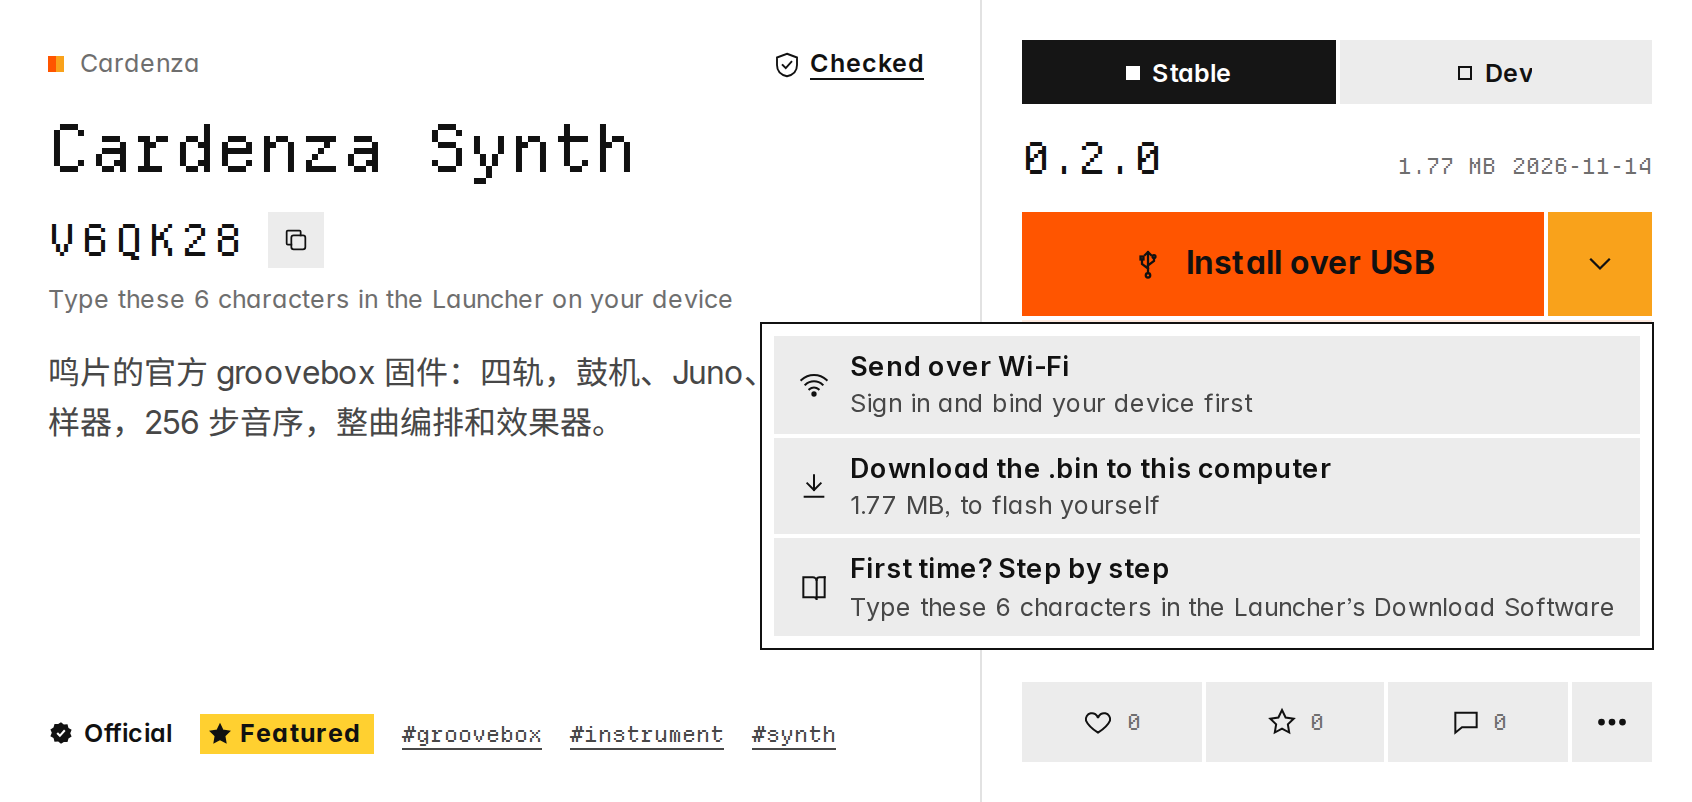 Cardenza
Checked
Cardenza Synth
V6QK28
Type these 6 characters in the Launcher on your device
鸣片的官方 groovebox 固件：四轨，鼓机、Juno、
样器，256 步音序，整曲编排和效果器。
Official
Featured
#groovebox
#instrument
#synth
Stable
Dev
0.2.0
1.77 MB 2026-11-14
Install over USB
Send over Wi-Fi
Sign in and bind your device first
Download the .bin to this computer
1.77 MB, to flash yourself
First time? Step by step
Type these 6 characters in the Launcher’s Download Software
0
0
0